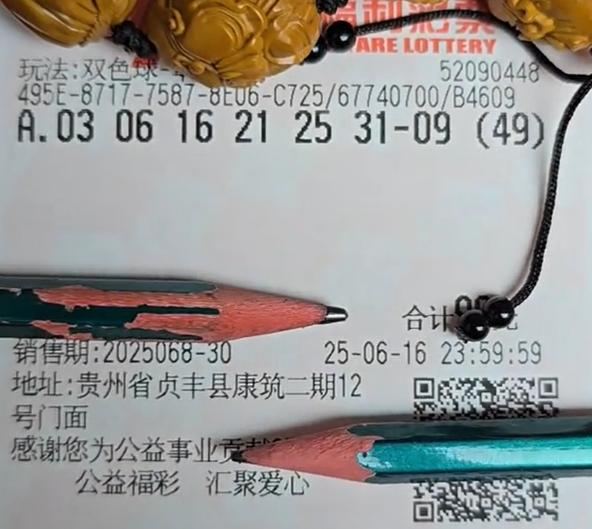 ARE LOTTERY
玩法:双色球-
52090448
495E-8717-7587-8E06-C725/67740700/B4609
A.03 06 16 21 25 31-09 (49)
合计
销售期:2025068-30 25-06-16 23:59:59
地址:贵州省贞丰县康筑二期12
号门面
感谢您为公益事业贡
公益福彩 汇聚爱心